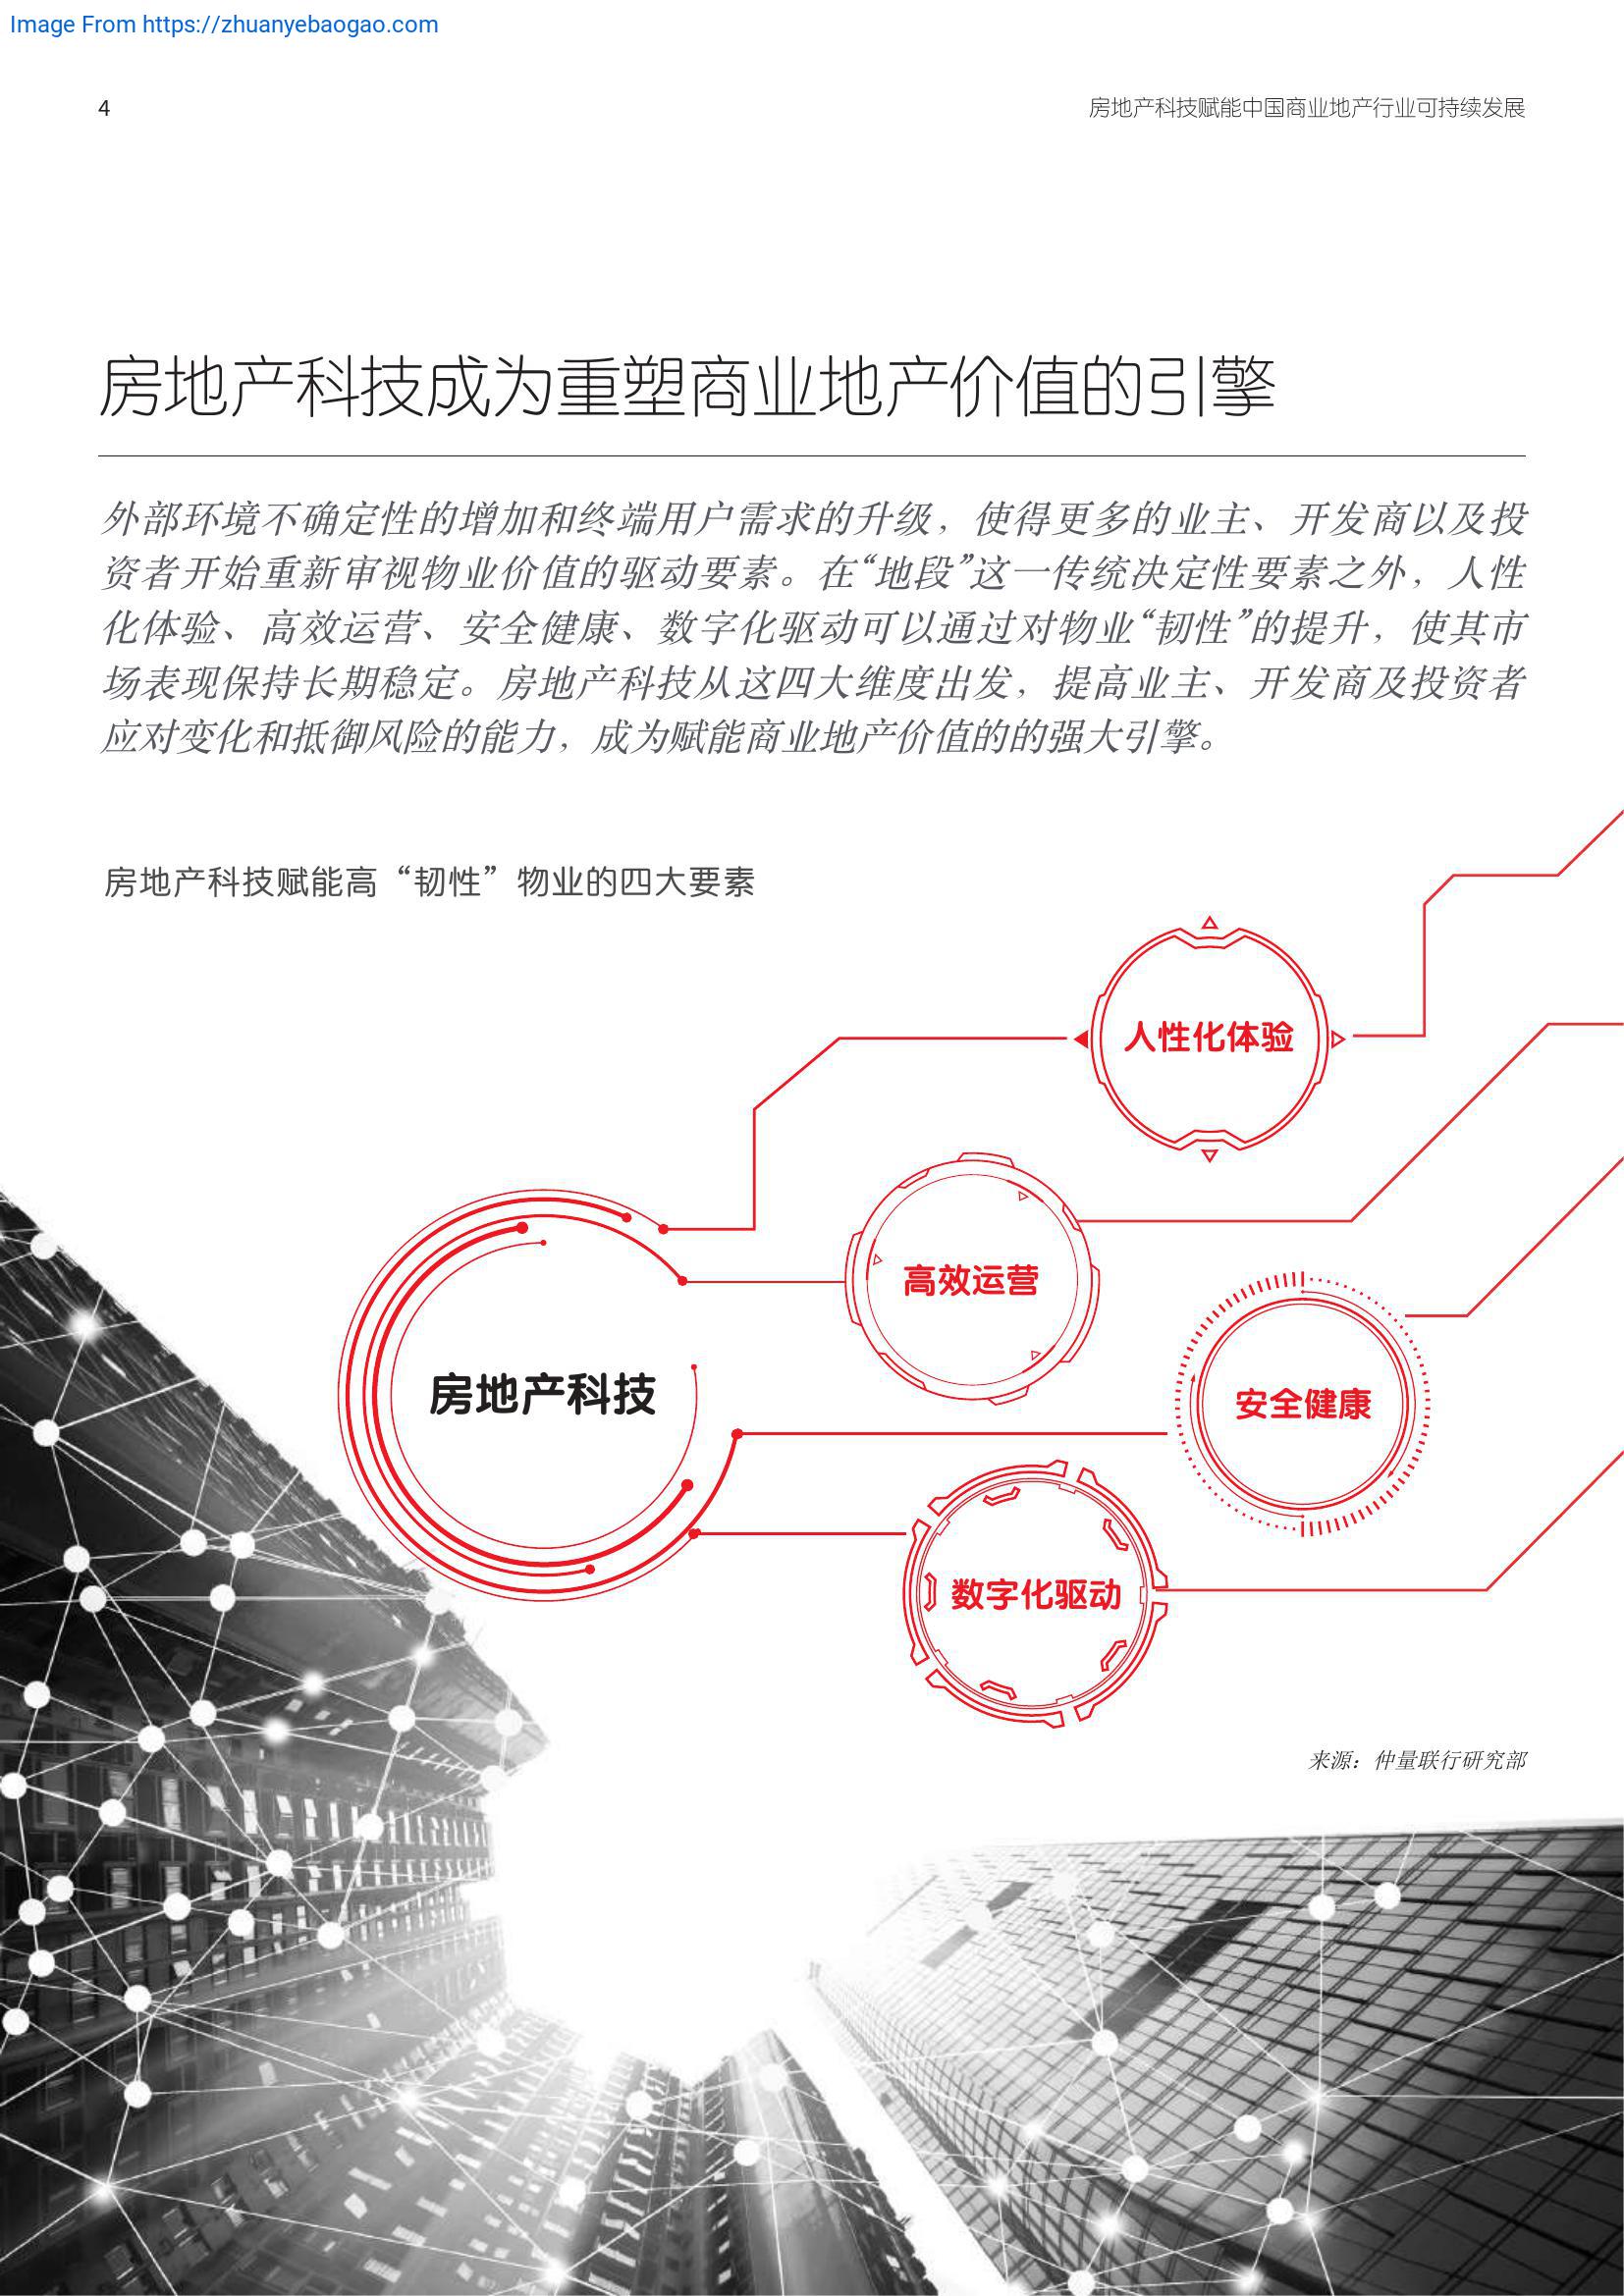 Image From https://zhuanyebaogao.com
4
房地产科技赋能中国商业地产行业可持续发展
房地产科技成为重塑商业地产价值的引擎
外部环境不确定性的增加和终端用户需求的升级，使得更多的业主、开发商以及投
资者开始重新审视物业价值的驱动要素。在“地段”这一传统决定性要素之外，人性
化体验、高效运营、安全健康、数字化驱动可以通过对物业“韧性”的提升，使其市
场表现保持长期稳定。房地产科技从这四大维度出发，提高业主、开发商及投资者
应对变化和抵御风险的能力，成为赋能商业地产价值的的强大引擎。
房地产科技赋能高“韧性”物业的四大要素
人性化体验
高效运营
房地产科技
安全健康
数字化驱动
来源：仲量联行研究部